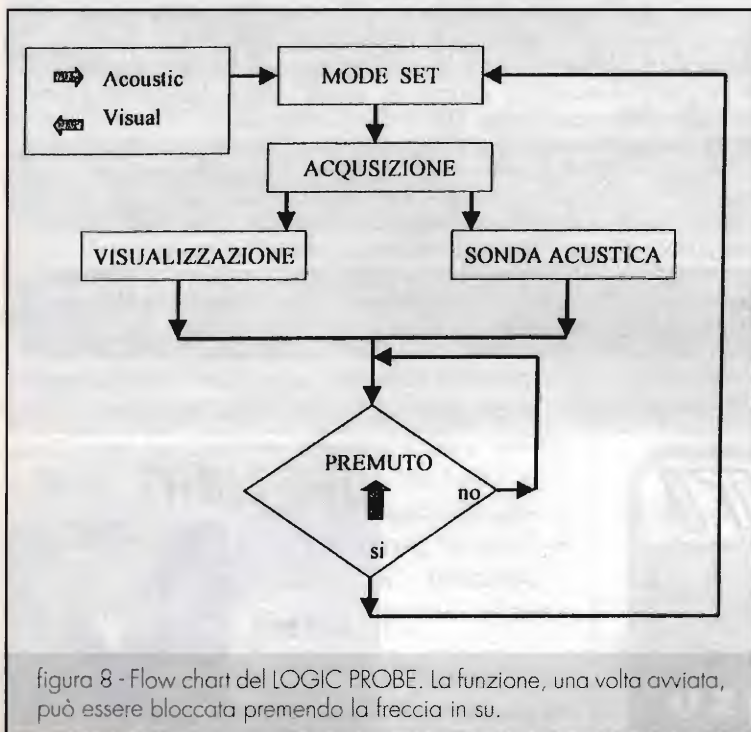 Acoustic
Visual
MODE SET
ACQUSIZIONE
VISUALIZZAZIONE
SONDA ACUSTICA
PREMUTO
no
si
figura 8 - Flow chart del LOGIC PROBE. La funzione, una volta avviata,
può essere bloccata premendo la freccia in su.